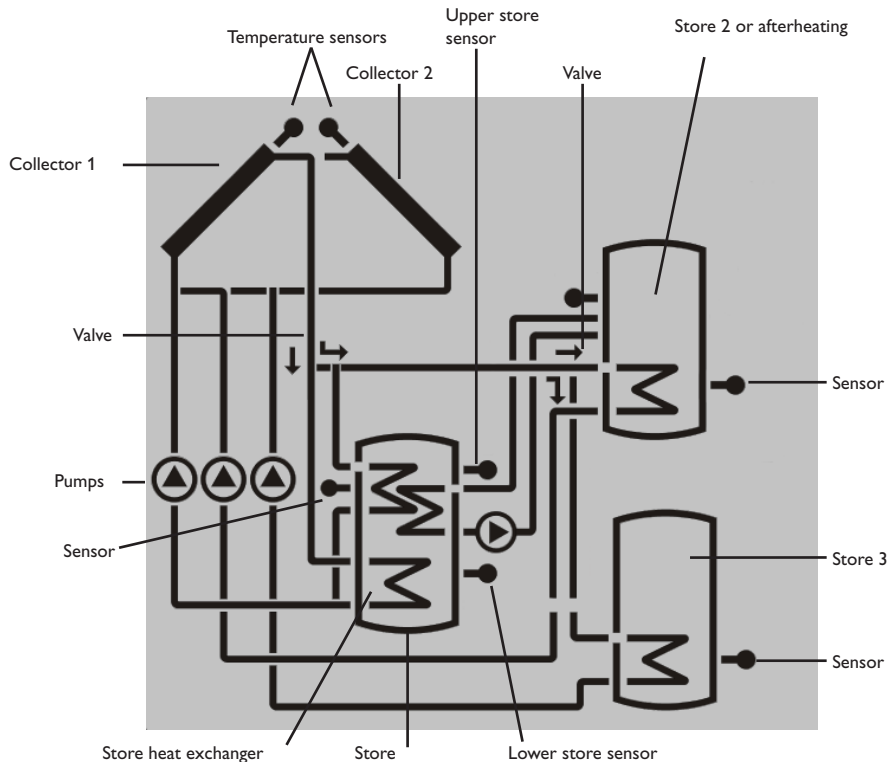 Upper store
sensor
Store 2 or afterheating
Temperature sensors
Collector 2
Valve
Collector 1
Valve
Sensor
Pumps
Sensor
Store 3
Sensor
Store heat exchanger
Store
Lower store sensor